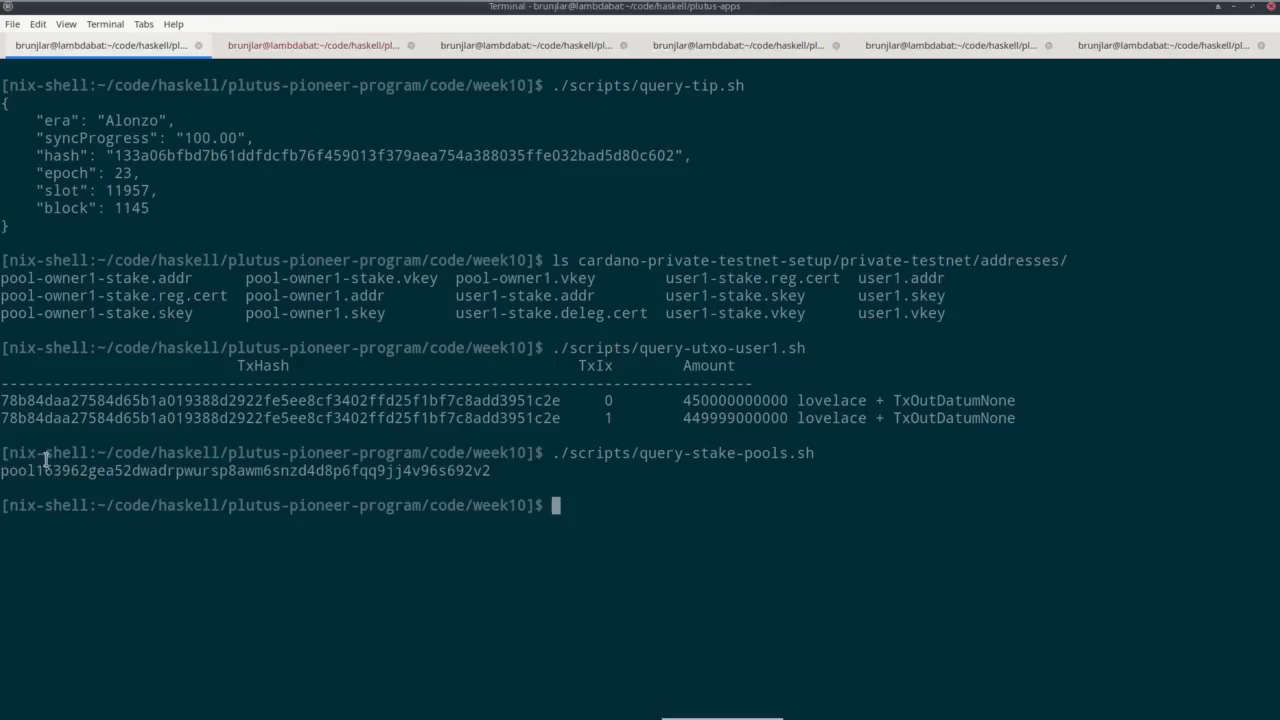 Terminal - brunjlar@lambdabat:~/code/haskell/plutus-apps
File Edit View Terminal Tabs Help
brunjlar@lambdabat:~/code/haskell/pl... brunjlar@lambdabat:~/code/haskell/pl... brunjlar@lambdabat:~/code/haskell/pl... brunjlar@lambdabat:~/code/haskell/pl... brunjlar@lambdabat:~/code/haskell/pl... brunjlar@lambdabat:~/code/haskell/pl...
[nix-shell:~/code/haskell/plutus-pioneer-program/code/week10]$ ./scripts/query-tip.sh
{
"era": "Alonzo",
"syncProgress": "100.00",
"hash": "133a06bfbd7b61ddfdcfb76f459013f379aea754a388035ffe032bad5d80c602",
"epoch": 23,
"slot": 11957,
"block": 1145
}
[nix-shell:~/code/haskell/plutus-pioneer-program/code/week10]$ ls cardano-private-testnet-setup/private-testnet/addresses/
pool-owner1-stake.addr pool-owner1-stake.vkey pool-owner1.vkey user1-stake.reg.cert user1.addr
pool-owner1-stake.reg.cert pool-owner1.addr user1-stake.addr user1-stake.skey user1.skey
pool-owner1-stake.skey pool-owner1.skey user1-stake.deleg.cert user1-stake.vkey user1.vkey
[nix-shell:~/code/haskell/plutus-pioneer-program/code/week10]$ ./scripts/query-utxo-user1.sh
TxHash TxIx Amount
--------------------------------------------------------------------------------------
78b84daa27584d65b1a019388d2922fe5ee8cf3402ffd25f1bf7c8add3951c2e 0 450000000000 lovelace + TxOutDatumNone
78b84daa27584d65b1a019388d2922fe5ee8cf3402ffd25f1bf7c8add3951c2e 1 449999000000 lovelace + TxOutDatumNone
[nix-shell:~/code/haskell/plutus-pioneer-program/code/week10]$ ./scripts/query-stake-pools.sh
pool163962gea52dwadrpwursp8awm6snzd4d8p6fqq9jj4v96s692v2
[nix-shell:~/code/haskell/plutus-pioneer-program/code/week10]$